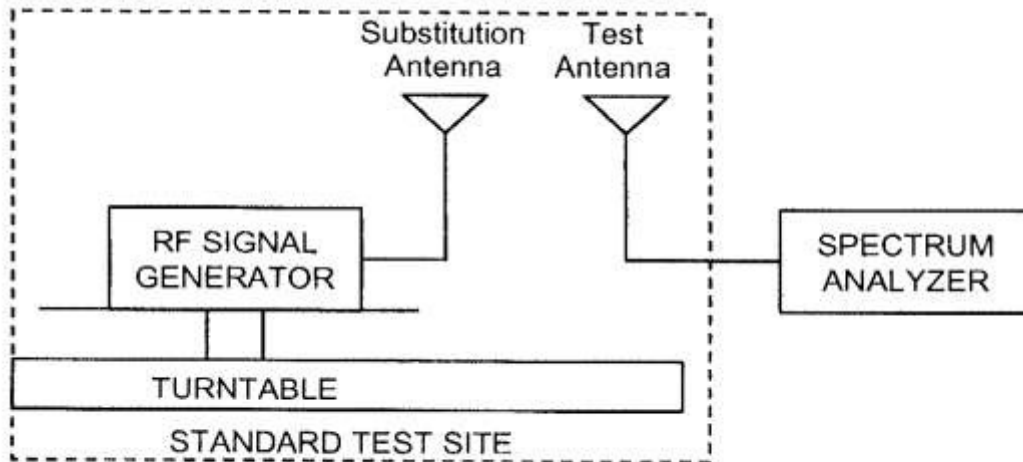 Substitution
Antenna
Test
Antenna
RF SIGNAL
GENERATOR
SPECTRUM
ANALYZER
TURNTABLE
STANDARD TEST SITE